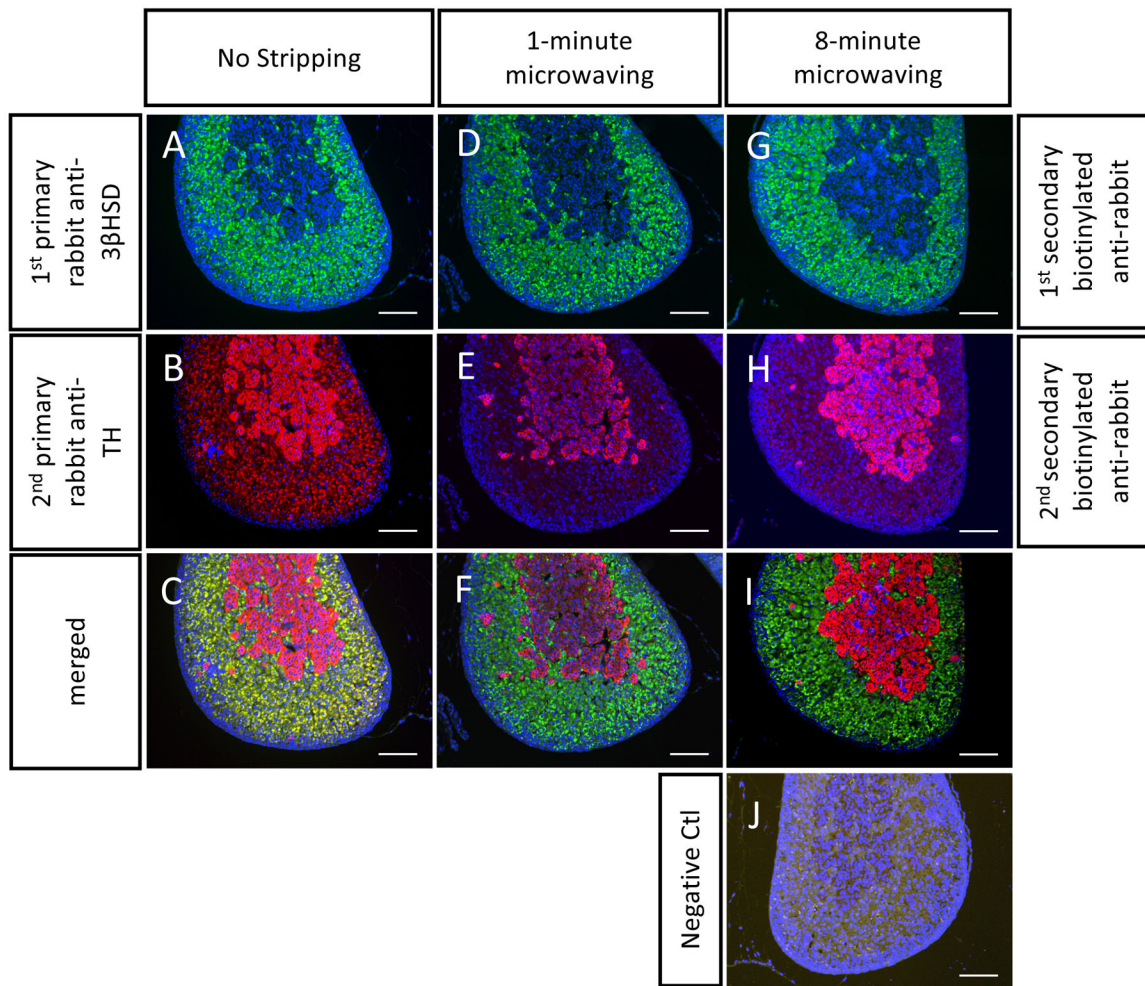 No Stripping
1-minute
microwaving
8-minute
microwaving
1st primary
rabbit anti-
3βHSD
A
D
G
1st secondary
biotinylated
anti-rabbit
2nd primary
rabbit anti-
TH
B
E
H
2nd secondary
biotinylated
anti-rabbit
merged
C
F
I
Negative Ctl
J